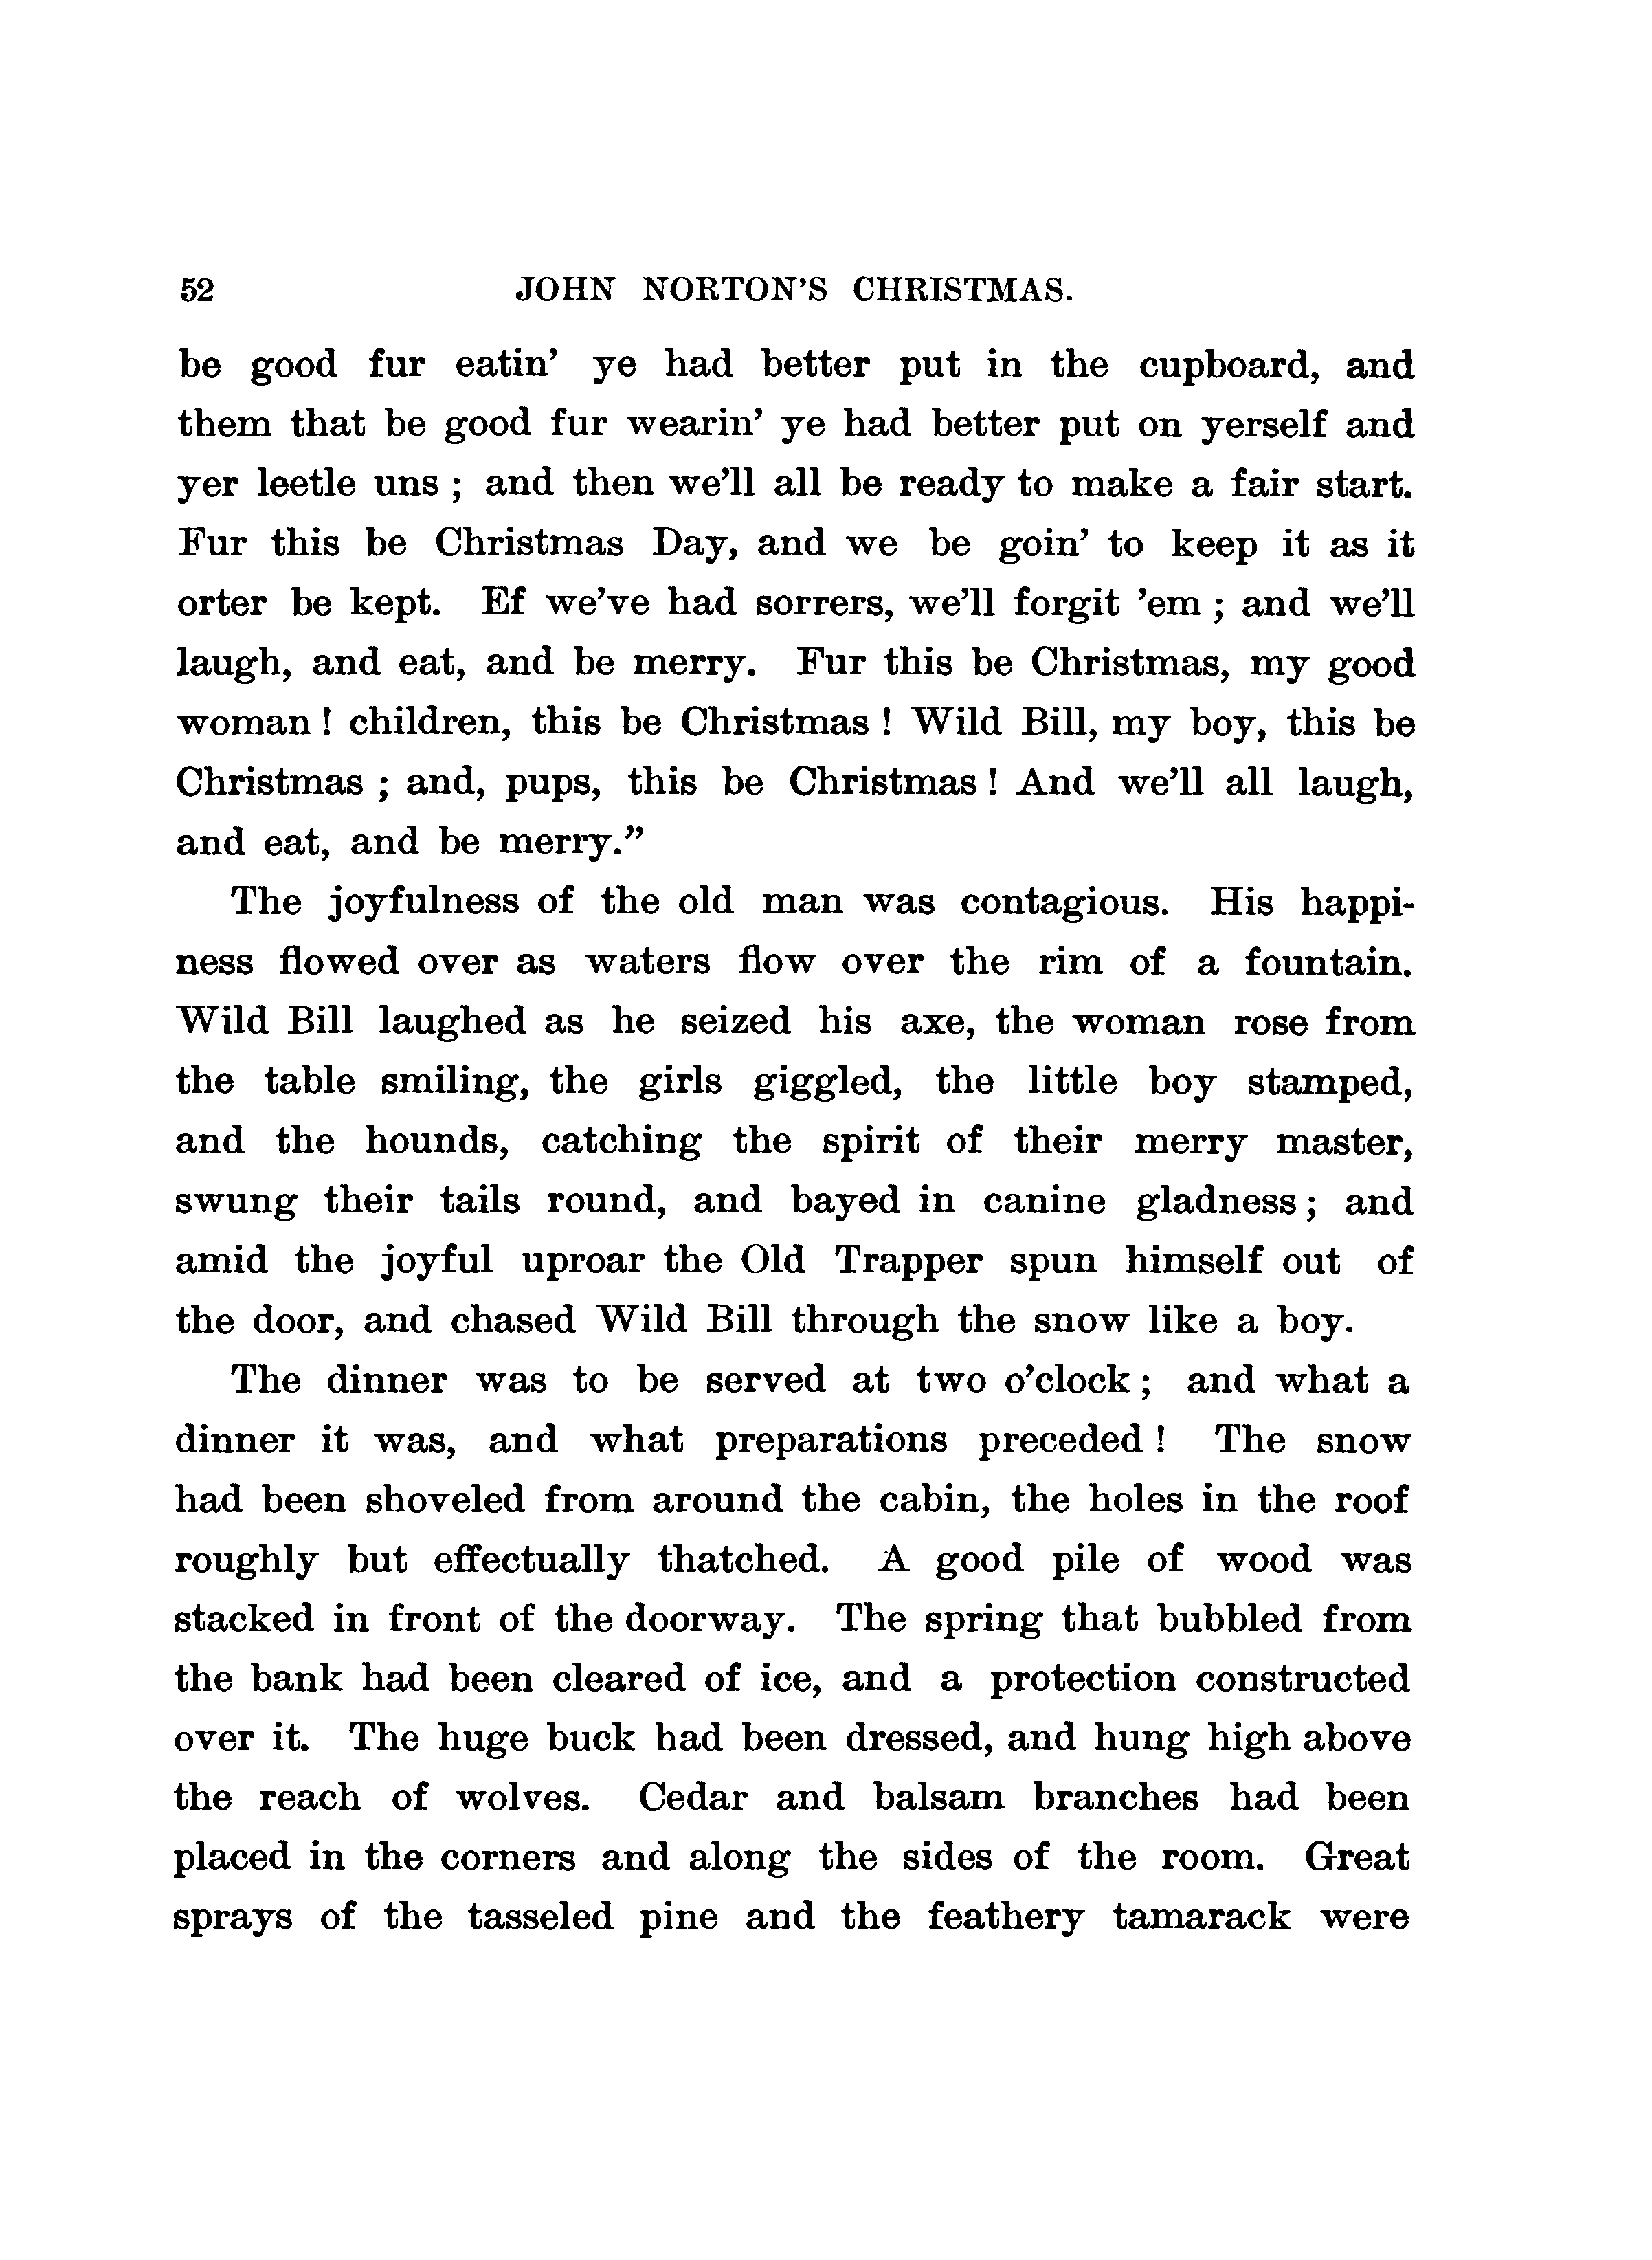 52 JOHN NORTON'S CHRISTMAS.
be good fur eatin' ye had better put in the cupboard, and
them that be good fur wearin' ye had better put on yerself and
yer leetle uns ; and then we'll all be ready to make a fair start.
Fur this be Christmas Day, and we be goin' to keep it as it
orter be kept. Ef we've had sorrers, we'll forgit 'em ; and we'll
laugh, and eat, and be merry. Fur this be Christmas, my good
woman ! children, this be Christmas ! Wild Bill, my boy, this be
Christmas ; and, pups, this be Christmas ! And we'll all laugh,
and eat, and be merry."
The joyfulness of the old man was contagious. His happi-
ness flowed over as waters flow over the rim of a fountain.
Wild Bill laughed as he seized his axe, the woman rose from
the table smiling, the girls giggled, the little boy stamped,
and the hounds, catching the spirit of their merry master,
swung their tails round, and bayed in canine gladness ; and
amid the joyful uproar the Old Trapper spun himself out of
the door, and chased Wild Bill through the snow like a boy.
The dinner was to be served at two o'clock ; and what a
dinner it was, and what preparations preceded ! The snow
had been shoveled from around the cabin, the holes in the roof
roughly but effectually thatched. A good pile of wood was
stacked in front of the doorway. The spring that bubbled from
the bank had been cleared of ice, and a protection constructed
over it. The huge buck had been dressed, and hung high above
the reach of wolves. Cedar and balsam branches had been
placed in the corners and along the sides of the room. Great
sprays of the tasseled pine and the feathery tamarack were